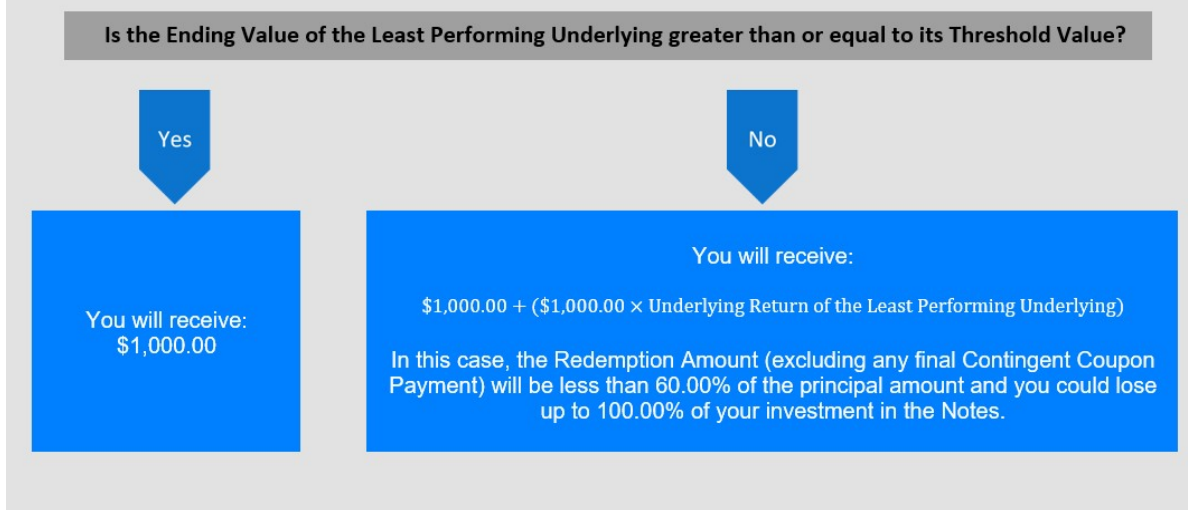 Is the Ending Value of the Least Performing Underlying greater than or equal to its Threshold Value?
Yes
No
You will receive:
$1,000.00
You will receive:
$1,000.00 + ($1,000.00 × Underlying Return of the Least Performing Underlying)
In this case, the Redemption Amount (excluding any final Contingent Coupon
Payment) will be less than 60.00% of the principal amount and you could lose
up to 100.00% of your investment in the Notes.